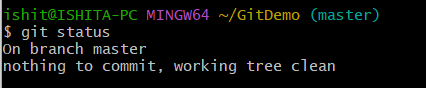 ishit@ISHITA-PC MINGW64 ~/GitDemo (master)
$ git status
On branch master
nothing to commit, working tree clean